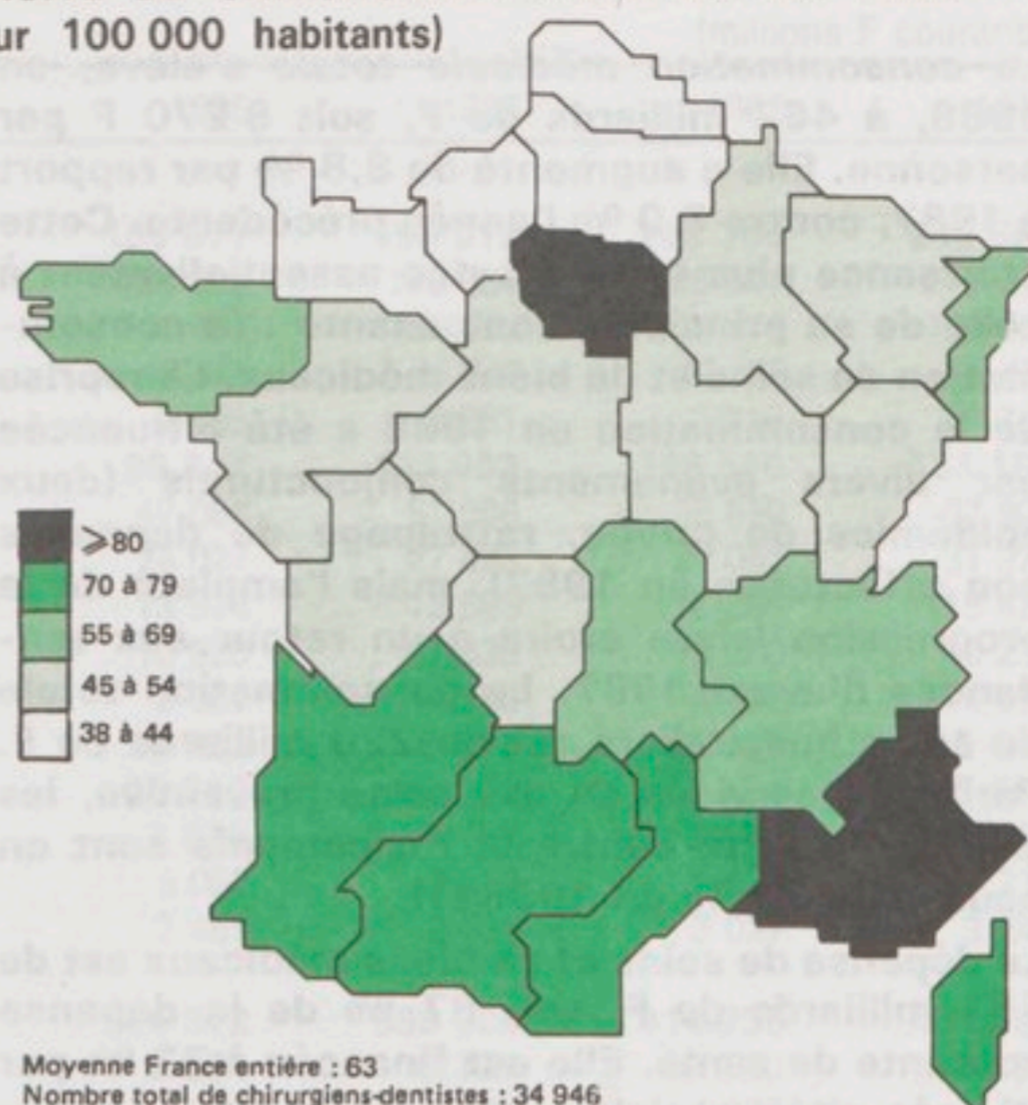 ur 100 000 habitants)
⩾80
70 à 79
55 à 69
45 à 54
38 à 44
Moyenne France entière : 63
Nombre total de chirurgiens-dentistes : 34 946